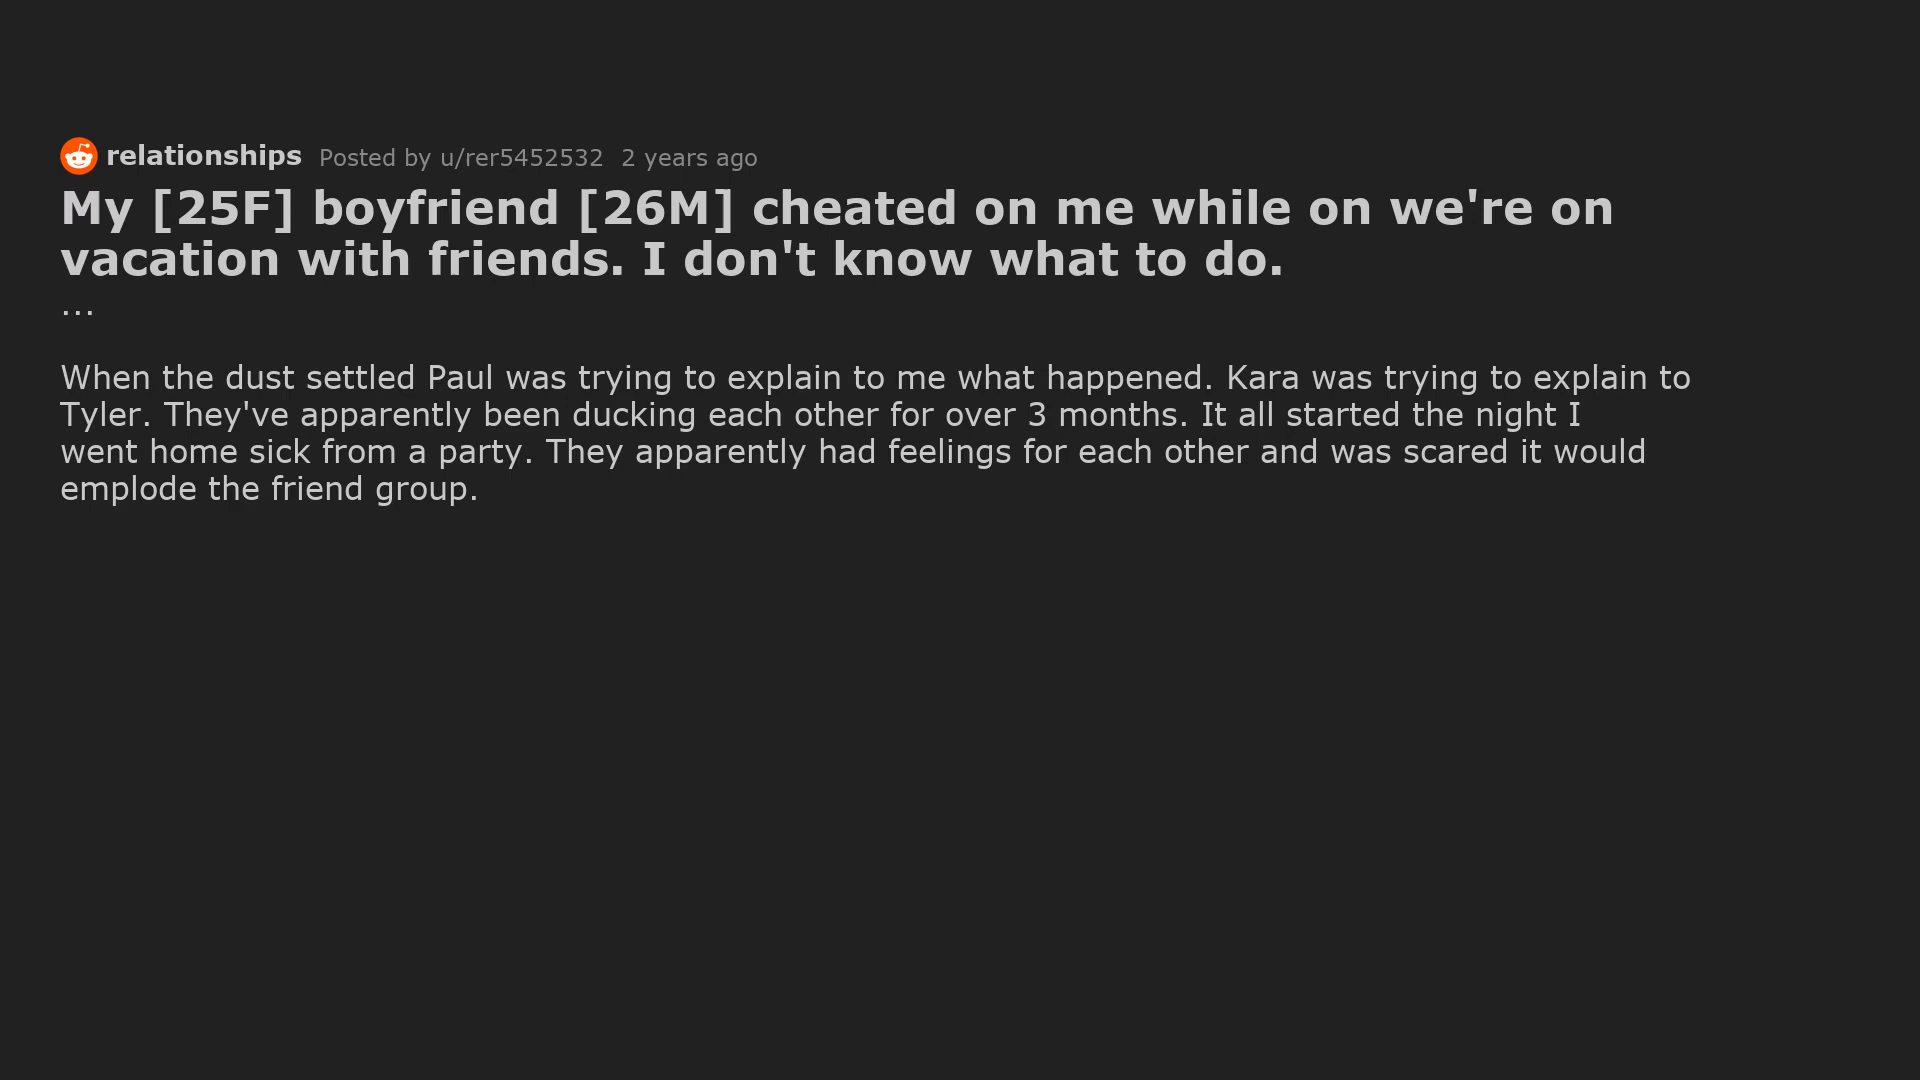 relationships Posted by u/rer5452532 2 years ago
My [25F] boyfriend [26M] cheated on me while on we're on
vacation with friends. I don't know what to do.
...
When the dust settled Paul was trying to explain to me what happened. Kara was trying to explain to
Tyler. They've apparently been ducking each other for over 3 months. It all started the night I
went home sick from a party. They apparently had feelings for each other and was scared it would
emplode the friend group.